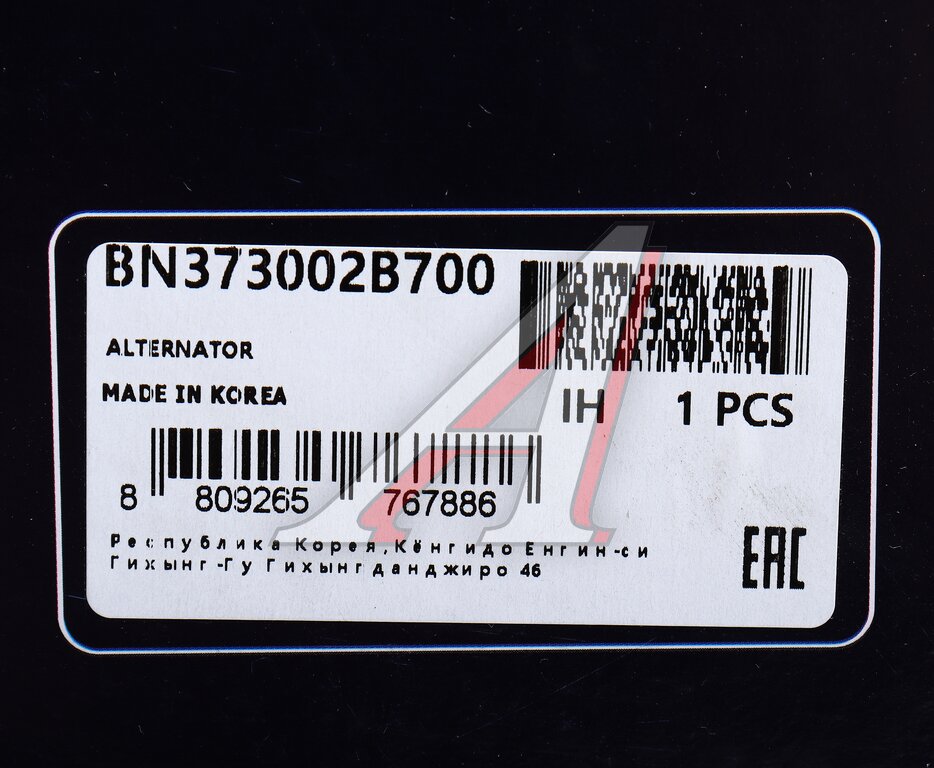 BN373002B700
ALTERNATOR
MADE IN KOREA
IH 1 PCS
8 809265 767886
Республика Корея,Кёнгидо Енгин-си
Гихынг-Гу Гихынгданджиро 46
EAC